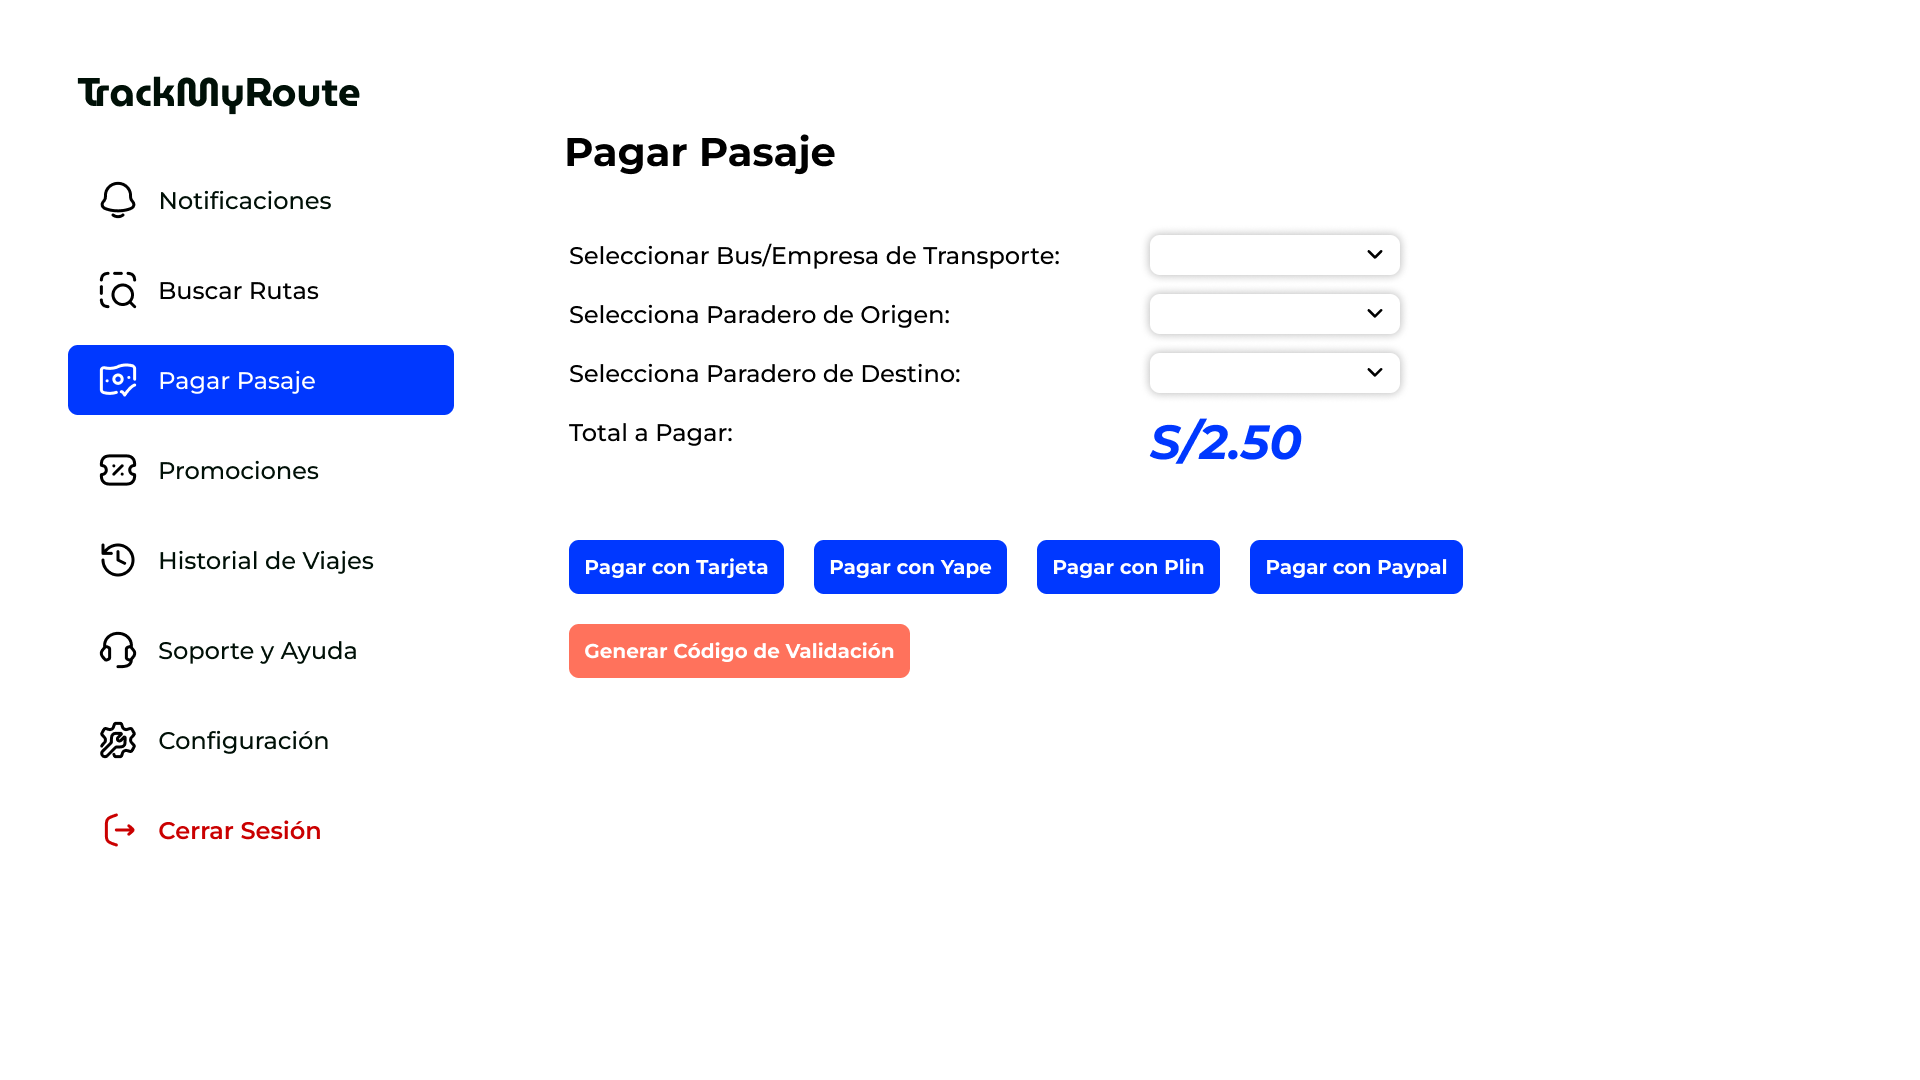 TrackMyRoute
Notificaciones
Buscar Rutas
Pagar Pasaje
Promociones
Historial de Viajes
Soporte y Ayuda
Configuración
Cerrar Sesión
Pagar Pasaje
Seleccionar Bus/Empresa de Transporte:
Selecciona Paradero de Origen:
Selecciona Paradero de Destino:
Total a Pagar: S/2.50
Pagar con Tarjeta Pagar con Yape Pagar con Plin Pagar con Paypal
Generar Código de Validación